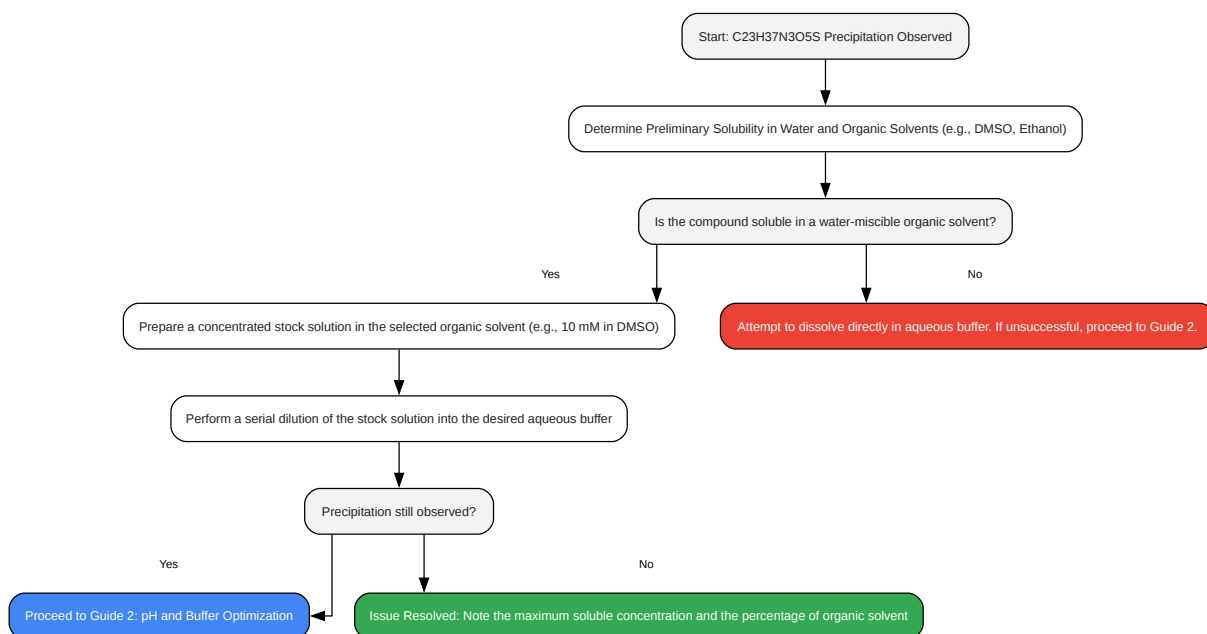 Start: C23H37N3O5S Precipitation Observed
Determine Preliminary Solubility in Water and Organic Solvents (e.g., DMSO, Ethanol)
Is the compound soluble in a water-miscible organic solvent?
Yes
No
Prepare a concentrated stock solution in the selected organic solvent (e.g., 10 mM in DMSO)
Attempt to dissolve directly in aqueous buffer. If unsuccessful, proceed to Guide 2.
Perform a serial dilution of the stock solution into the desired aqueous buffer
Precipitation still observed?
Yes
No
Proceed to Guide 2: pH and Buffer Optimization
Issue Resolved: Note the maximum soluble concentration and the percentage of organic solvent